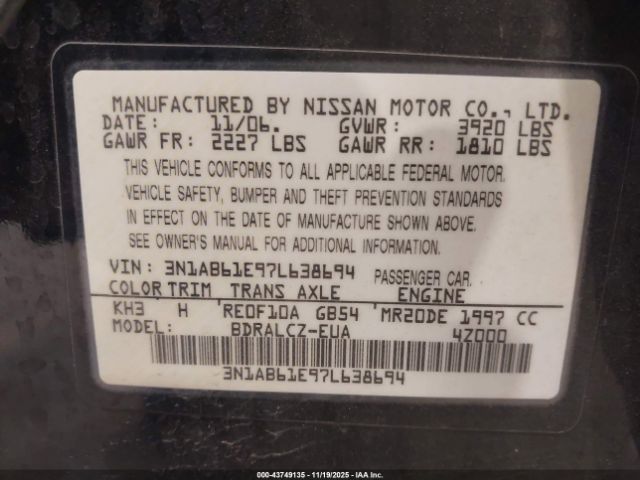 MANUFACTURED BY NISSAN MOTOR CO., LTD.
DATE: 11/06. GVWR: 3920 LBS
GAWR FR: 2227 LBS GAWR RR: 1810 LBS
THIS VEHICLE CONFORMS TO ALL APPLICABLE FEDERAL MOTOR
VEHICLE SAFETY, BUMPER AND THEFT PREVENTION STANDARDS
IN EFFECT ON THE DATE OF MANUFACTURE SHOWN ABOVE.
SEE OWNER'S MANUAL FOR ADDITIONAL INFORMATION.
VIN: 3N1AB61E97L638694 PASSENGER CAR.
COLOR TRIM TRANS AXLE ENGINE
KH3 H RE0F10A GB54 MR20DE 1997 CC
MODEL: BDRALCZ-EUA 4Z000
3N1AB61E97L638694
000-43749135 - 11/19/2025 - IAA Inc.